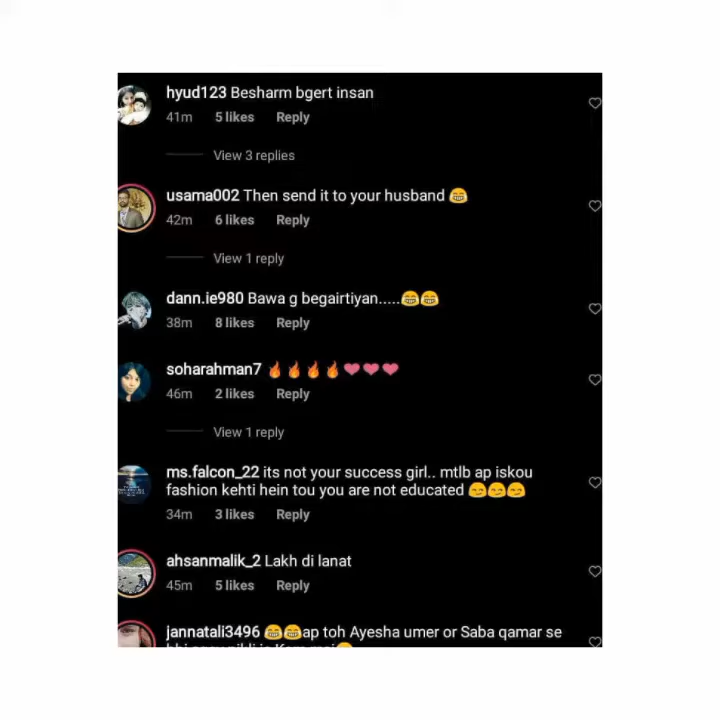 hyud123 Besharm bgert insan
41m 5 likes Reply
View 3 replies
usama002 Then send it to your husband 😁
42m 6 likes Reply
View 1 reply
dann.ie980 Bawa g begairtiyan.....😂😂
38m 8 likes Reply
soharahman7 🔥🔥🔥🔥❤❤❤
46m 2 likes Reply
View 1 reply
ms.falcon_22 its not your success girl.. mtlb ap iskou
fashion kehti hein tou you are not educated 😏😏😏
34m 3 likes Reply
ahsanmalik_2 Lakh di lanat
45m 5 likes Reply
jannatali3496 😂😂ap toh Ayesha umer or Saba qamar se